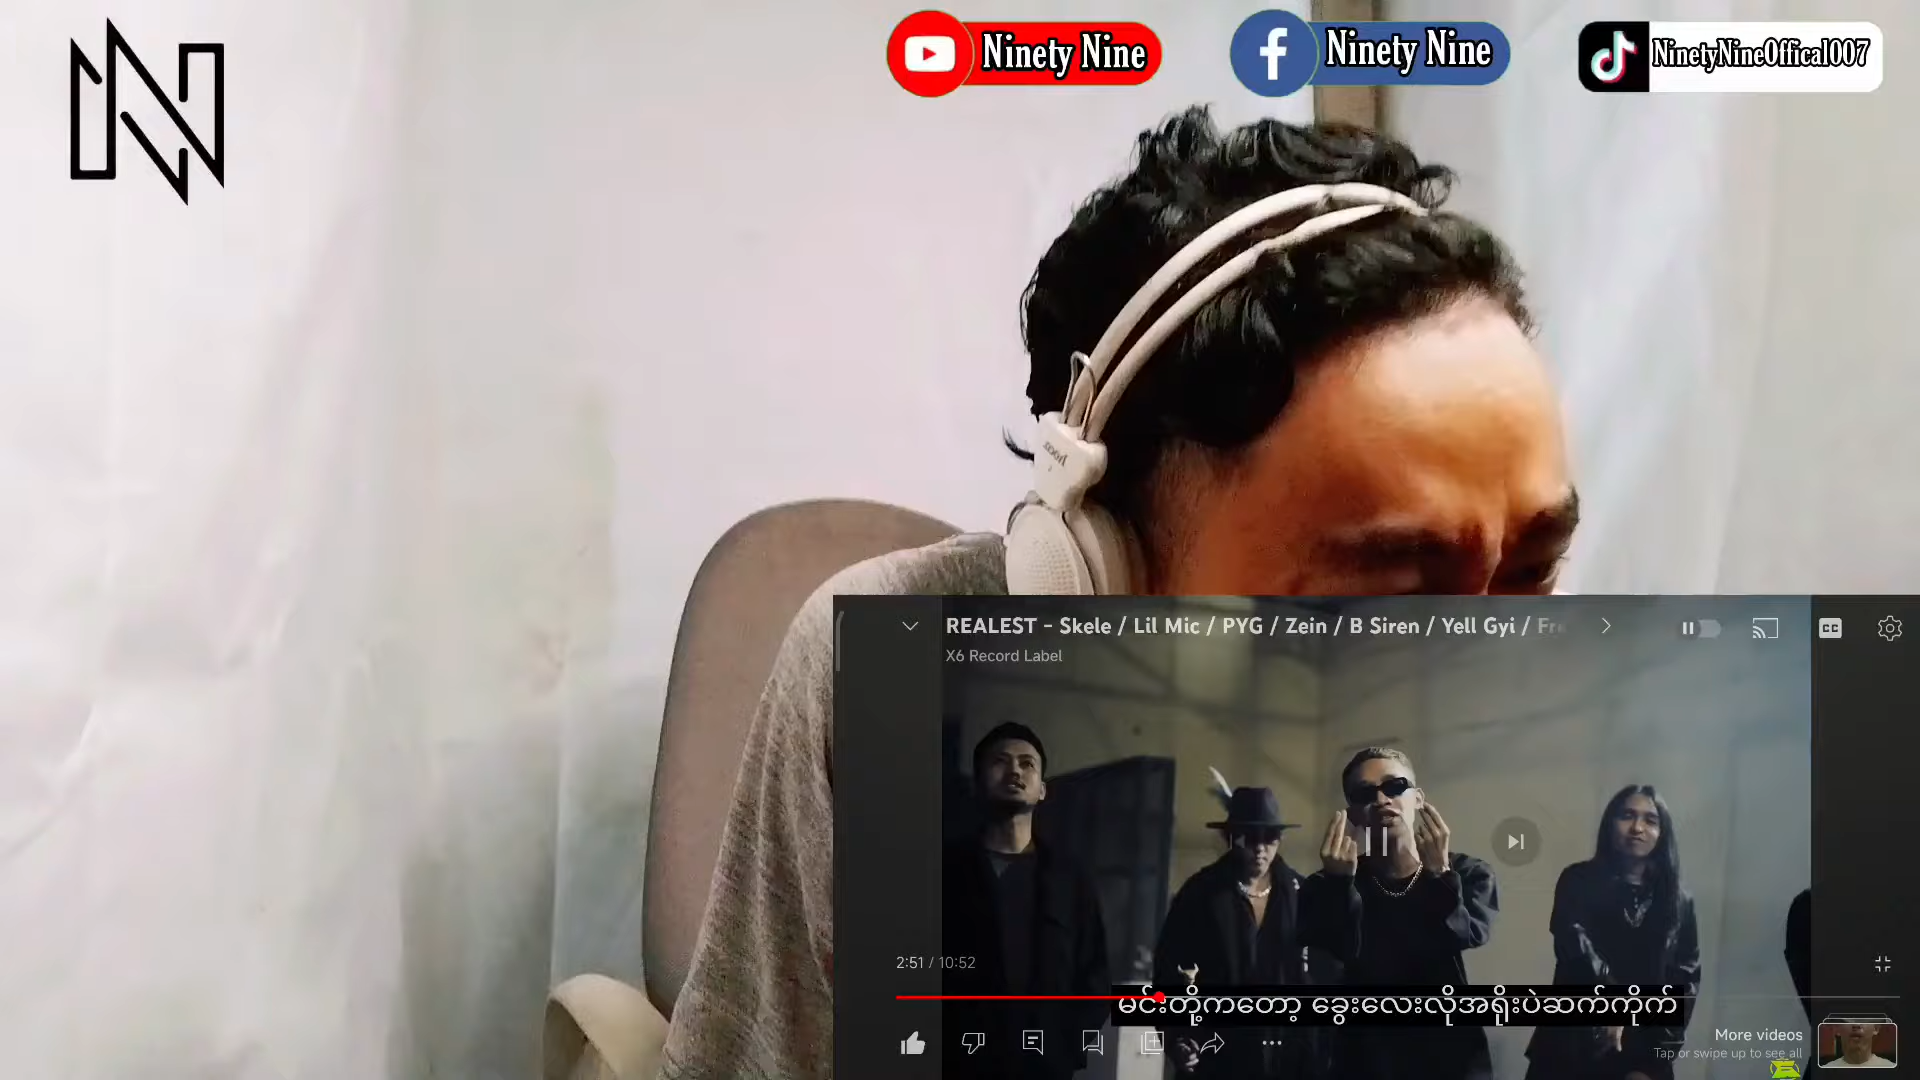 Ninety Nine
Ninety Nine
NinetyNineOffical007
REALEST - Skele / Lil Mic / PYG / Zein / B Siren / Yell Gyi / Fre
X6 Record Label
CC
2:51 / 10:52
မင်းတို့ကတော့ ခွေးလေးလိုအရိုးပဲဆက်ကိုက်
More videos
Tap or swipe up to see all